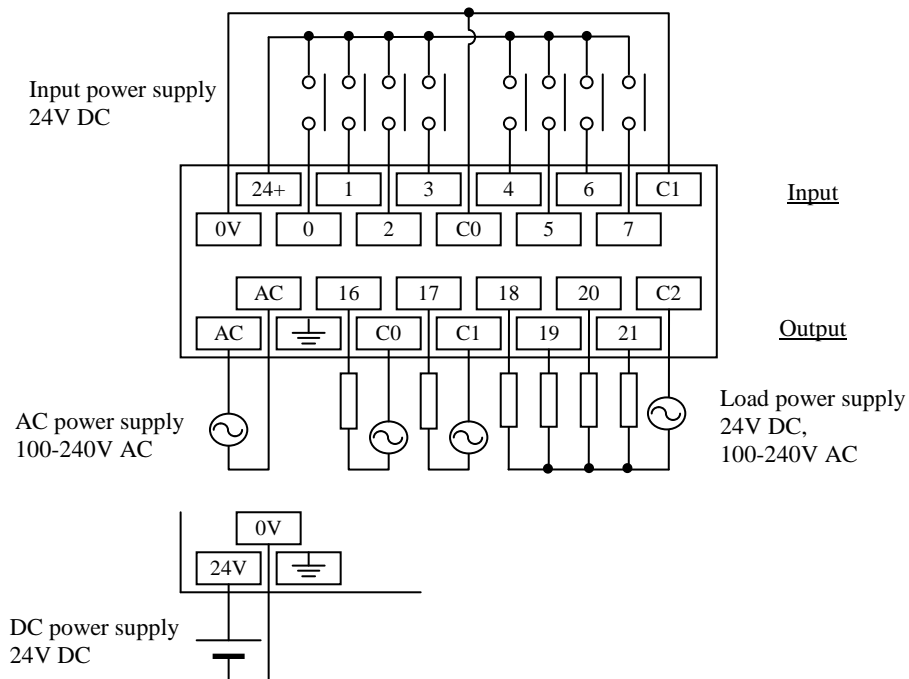 Input power supply
24V DC
24+ 1 3 4 6 C1
Input
0V 0 2 C0 5 7
AC 16 17 18 20 C2
AC C0 C1 19 21
Output
AC power supply
100-240V AC
Load power supply
24V DC,
100-240V AC
0V
24V
DC power supply
24V DC